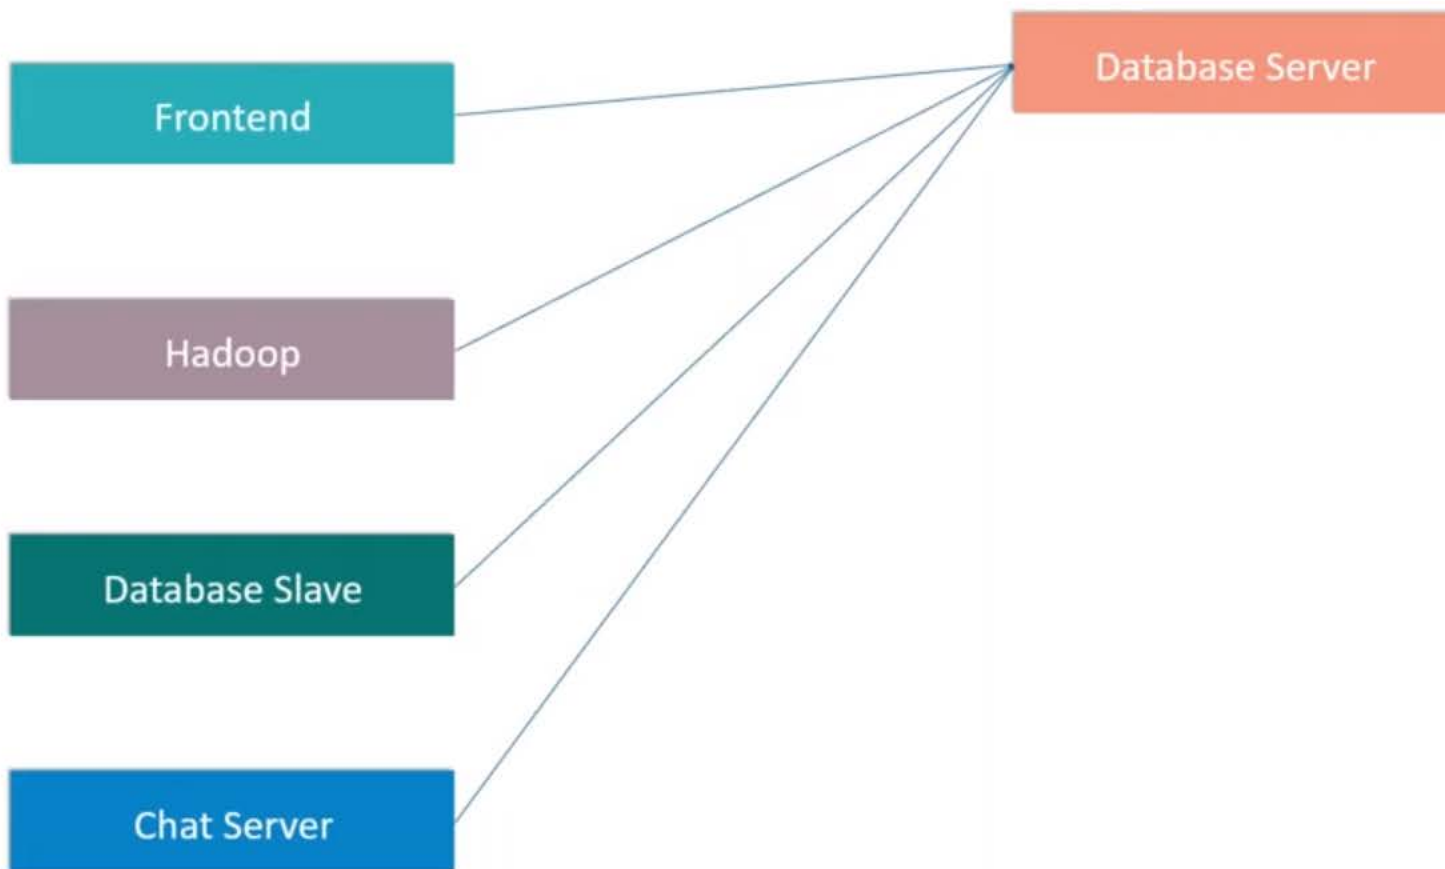 Database Server
Frontend
Hadoop
Database Slave
Chat Server